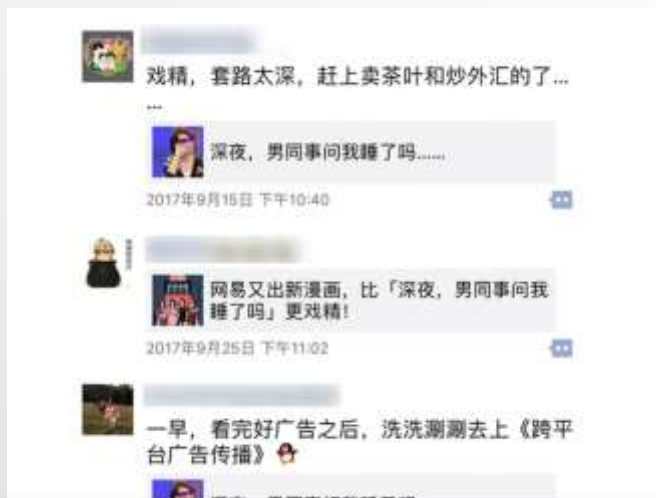 戏精，套路太深，赶上卖茶叶和炒外汇的了...
...
深夜，男同事问我睡了吗......
2017年9月15日 下午10:40
网易又出新漫画，比「深夜，男同事问我
睡了吗」更戏精！
2017年9月25日 下午11:02
一早，看完好广告之后，洗洗涮涮去上《跨平
台广告传播》